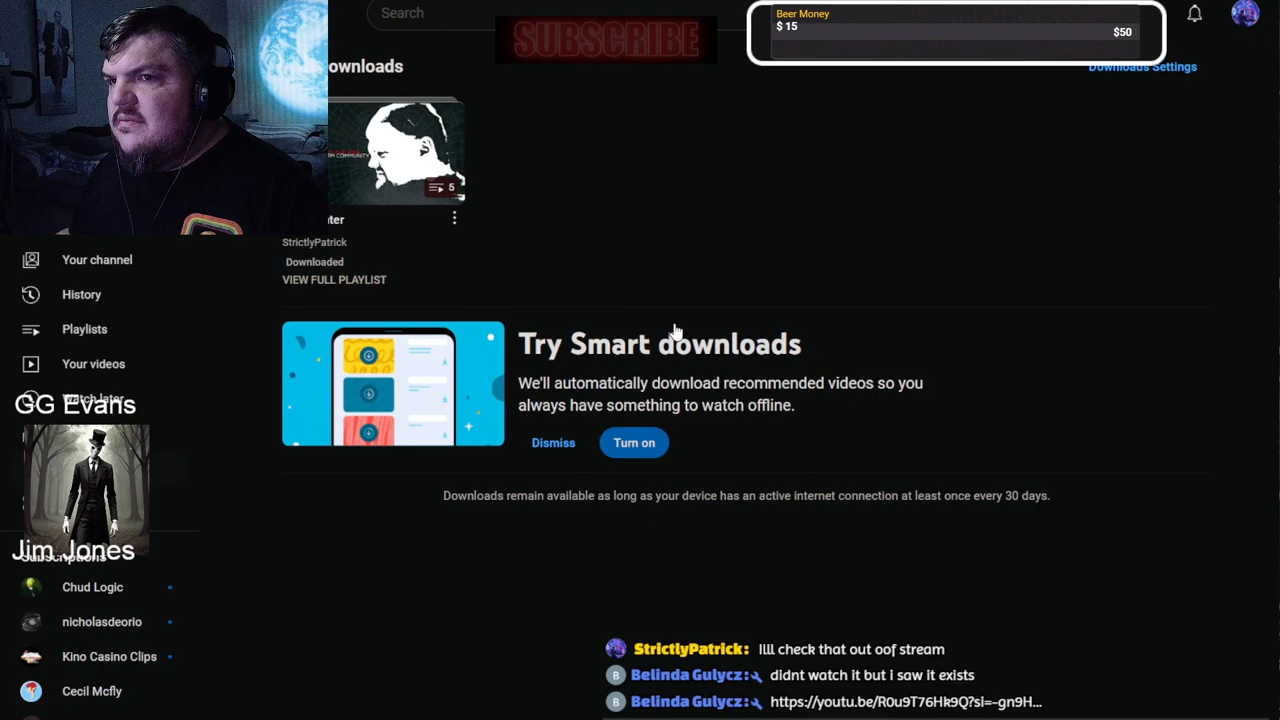 Search
SUBSCRIBE
Beer Money
$ 15
$50
ownloads
Downloads Settings
5
ter
StrictlyPatrick
Downloaded
VIEW FULL PLAYLIST
Your channel
History
Playlists
Your videos
Watch later
GG Evans
Try Smart downloads
We'll automatically download recommended videos so you
always have something to watch offline.
Dismiss
Turn on
Downloads remain available as long as your device has an active internet connection at least once every 30 days.
Jim Jones
Subscriptions
Chud Logic
nicholasdeorio
Kino Casino Clips
Cecil Mcfly
StrictlyPatrick: Illl check that out oof stream
B Belinda Gulycz: didnt watch it but i saw it exists
B Belinda Gulycz: https://youtu.be/R0u9T76Hk9Q?si=-gn9H...